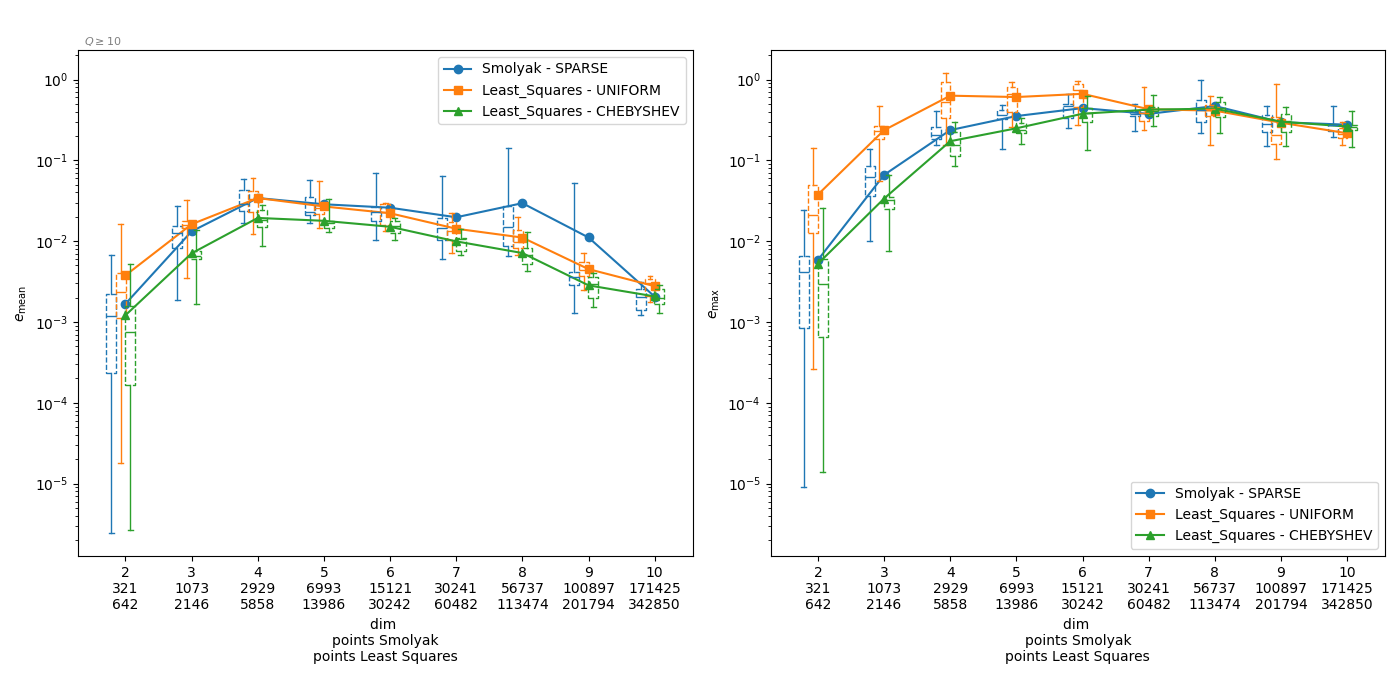 Q ≥ 10
Smolyak - SPARSE
Least_Squares - UNIFORM
Least_Squares - CHEBYSHEV
10⁰
10⁻¹
10⁻²
10⁻³
10⁻⁴
10⁻⁵
e_mean
2 3 4 5 6 7 8 9 10
321 1073 2929 6993 15121 30241 56737 100897 171425
642 2146 5858 13986 30242 60482 113474 201794 342850
dim
points Smolyak
points Least Squares
10⁰
10⁻¹
10⁻²
10⁻³
10⁻⁴
10⁻⁵
e_max
Smolyak - SPARSE
Least_Squares - UNIFORM
Least_Squares - CHEBYSHEV
2 3 4 5 6 7 8 9 10
321 1073 2929 6993 15121 30241 56737 100897 171425
642 2146 5858 13986 30242 60482 113474 201794 342850
dim
points Smolyak
points Least Squares